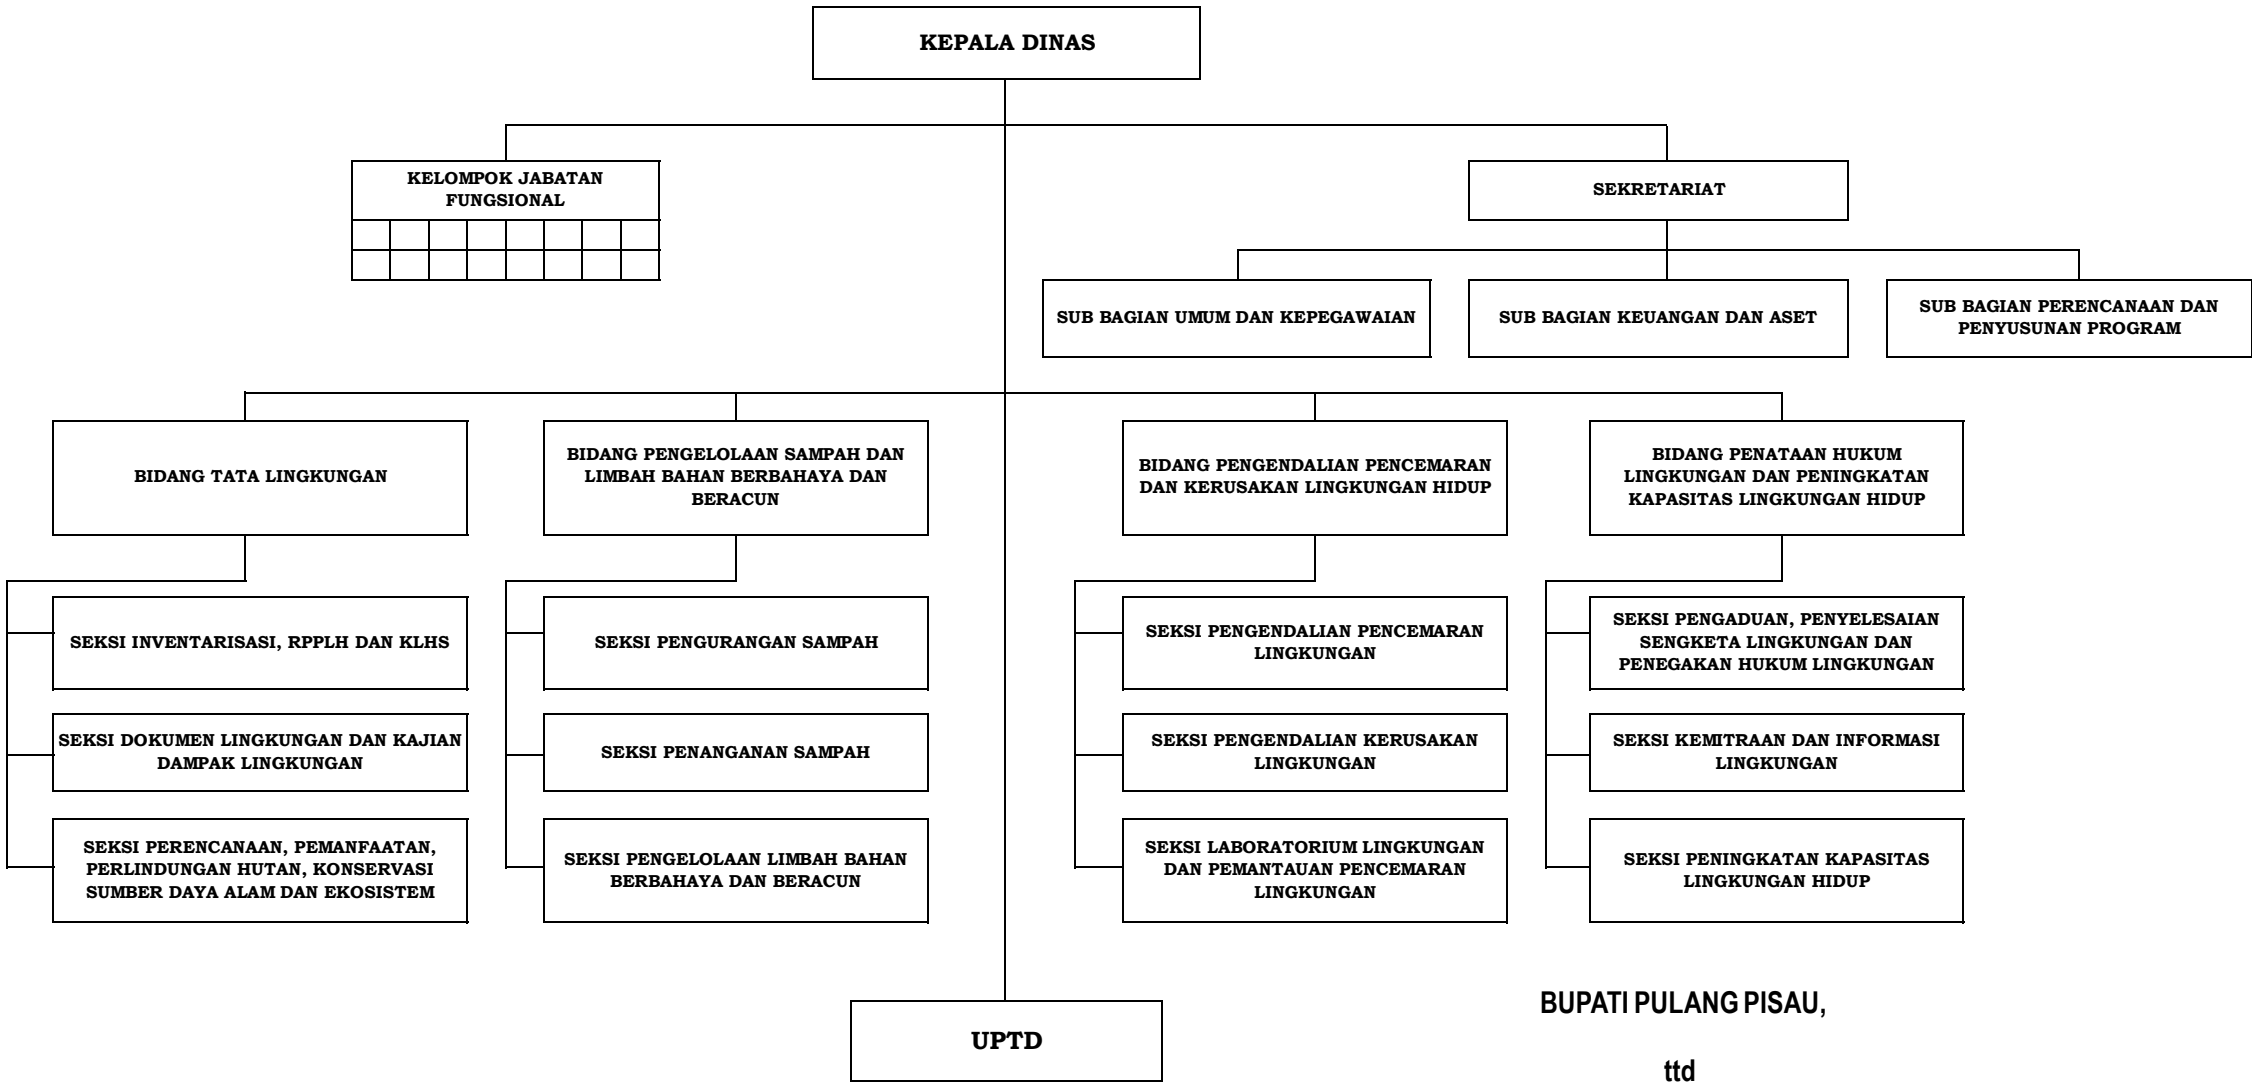 KEPALA DINAS
KELOMPOK JABATAN
FUNGSIONAL
SEKRETARIAT
SUB BAGIAN UMUM DAN KEPEGAWAIAN
SUB BAGIAN KEUANGAN DAN ASET
SUB BAGIAN PERENCANAAN DAN
PENYUSUNAN PROGRAM
BIDANG TATA LINGKUNGAN
BIDANG PENGELOLAAN SAMPAH DAN
LIMBAH BAHAN BERBAHAYA DAN
BERACUN
BIDANG PENGENDALIAN PENCEMARAN
DAN KERUSAKAN LINGKUNGAN HIDUP
BIDANG PENATAAN HUKUM
LINGKUNGAN DAN PENINGKATAN
KAPASITAS LINGKUNGAN HIDUP
SEKSI INVENTARISASI, RPPLH DAN KLHS
SEKSI PENGURANGAN SAMPAH
SEKSI PENGENDALIAN PENCEMARAN
LINGKUNGAN
SEKSI PENGADUAN, PENYELESAIAN
SENGKETA LINGKUNGAN DAN
PENEGAKAN HUKUM LINGKUNGAN
SEKSI DOKUMEN LINGKUNGAN DAN KAJIAN
DAMPAK LINGKUNGAN
SEKSI PENANGANAN SAMPAH
SEKSI PENGENDALIAN KERUSAKAN
LINGKUNGAN
SEKSI KEMITRAAN DAN INFORMASI
LINGKUNGAN
SEKSI PERENCANAAN, PEMANFAATAN,
PERLINDUNGAN HUTAN, KONSERVASI
SUMBER DAYA ALAM DAN EKOSISTEM
SEKSI PENGELOLAAN LIMBAH BAHAN
BERBAHAYA DAN BERACUN
SEKSI LABORATORIUM LINGKUNGAN
DAN PEMANTAUAN PENCEMARAN
LINGKUNGAN
SEKSI PENINGKATAN KAPASITAS
LINGKUNGAN HIDUP
UPTD
BUPATI PULANG PISAU,
ttd